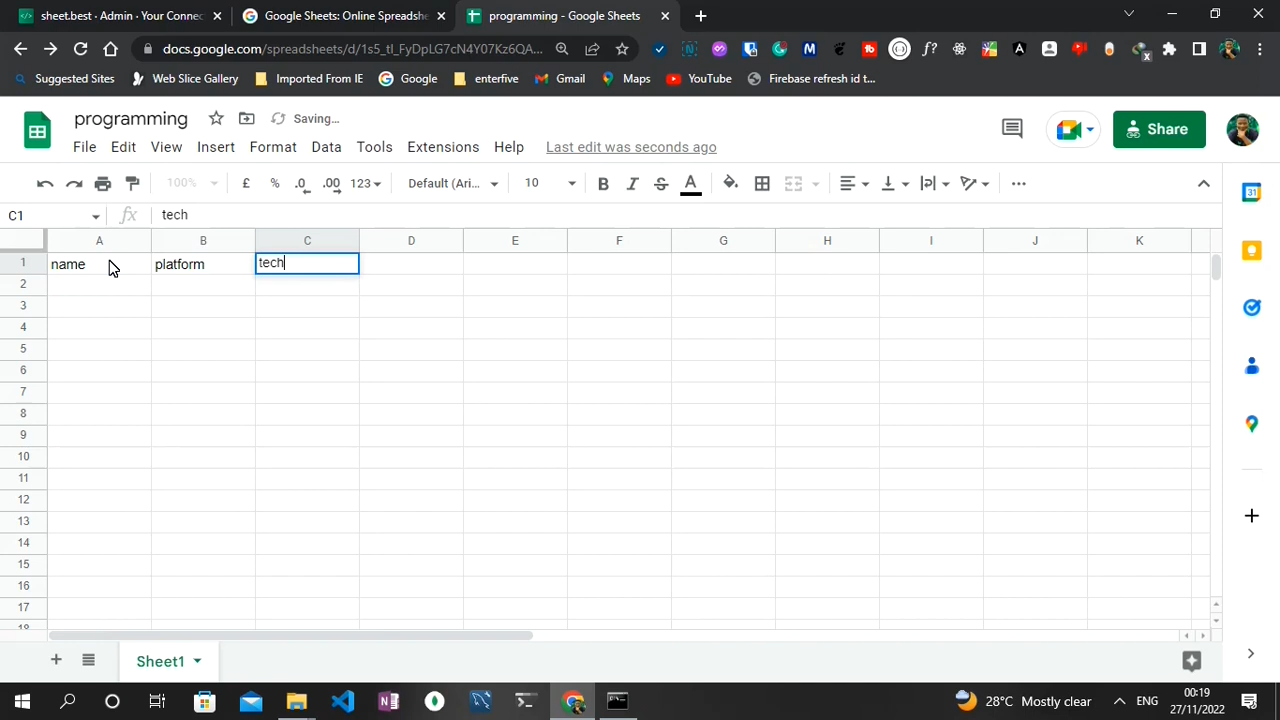 sheet.best - Admin · Your Connec
Google Sheets: Online Spreadshe
programming - Google Sheets
docs.google.com/spreadsheets/d/1s5_tl_FyDpLG7cN4Y07Kz6QA...
Suggested Sites
Web Slice Gallery
Imported From IE
Google
enterfive
Gmail
Maps
YouTube
Firebase refresh id t...
programming
Saving...
Share
File Edit View Insert Format Data Tools Extensions Help Last edit was seconds ago
100% £ % .0 .00 123 Default (Ari... 10
C1 fx tech
A B C D E F G H I J K
1 name platform tech
2
3
4
5
6
7
8
9
10
11
12
13
14
15
16
17
18
Sheet1
28°C Mostly clear ENG 00:19
27/11/2022